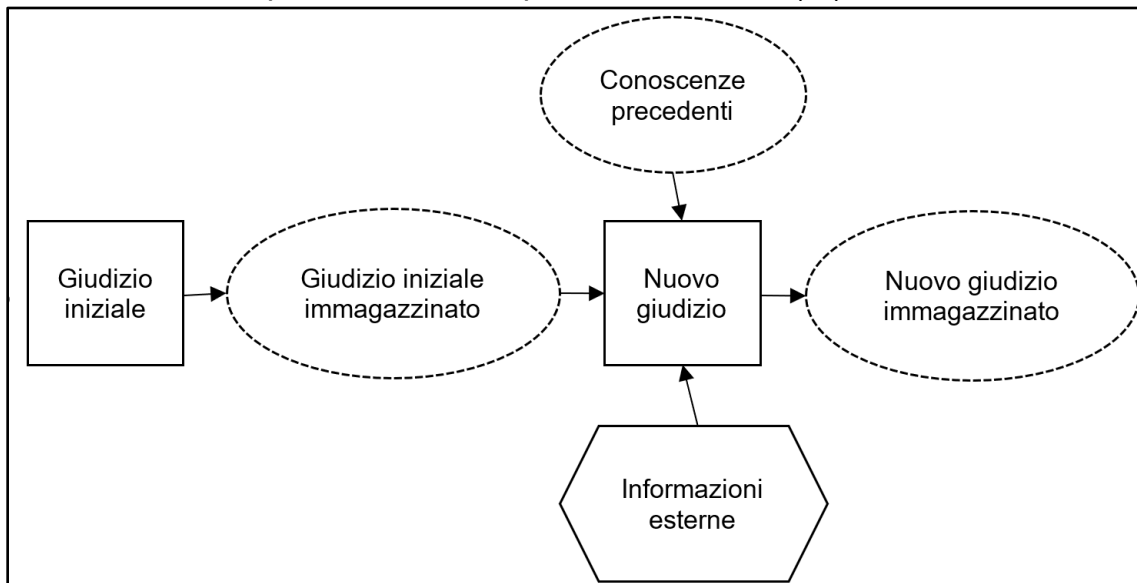 Conoscenze
precedenti
Giudizio
iniziale
Giudizio iniziale
immagazzinato
Nuovo
giudizio
Nuovo giudizio
immagazzinato
Informazioni
esterne